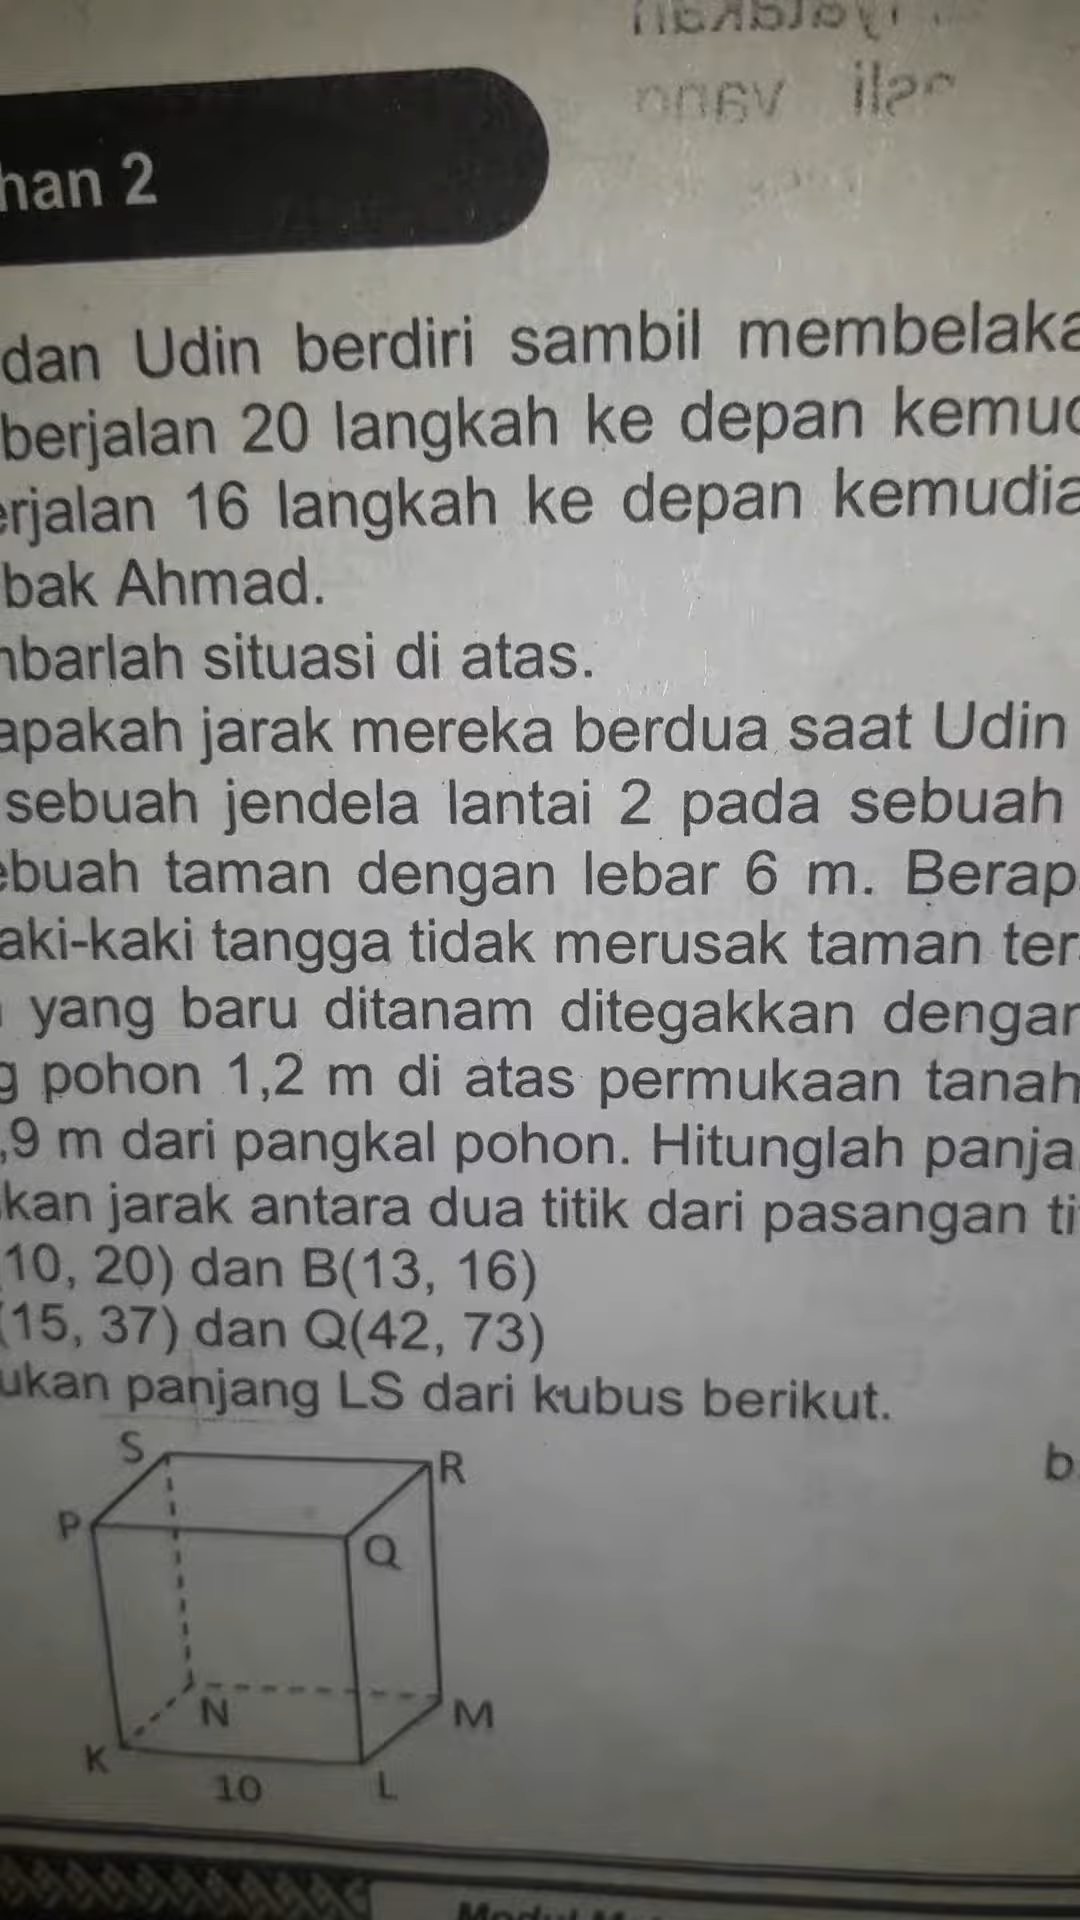 han 2
dan Udin berdiri sambil membelaka
berjalan 20 langkah ke depan kemud
erjalan 16 langkah ke depan kemudia
bak Ahmad.
mbarlah situasi di atas.
apakah jarak mereka berdua saat Udin
sebuah jendela lantai 2 pada sebuah
ebuah taman dengan lebar 6 m. Berap
aki-kaki tangga tidak merusak taman ter
yang baru ditanam ditegakkan dengan
g pohon 1,2 m di atas permukaan tanah
,9 m dari pangkal pohon. Hitunglah panja
kan jarak antara dua titik dari pasangan ti
10, 20) dan B(13, 16)
(15, 37) dan Q(42, 73)
ukan panjang LS dari kubus berikut.
S
R
b
P
Q
N
M
K
10
L